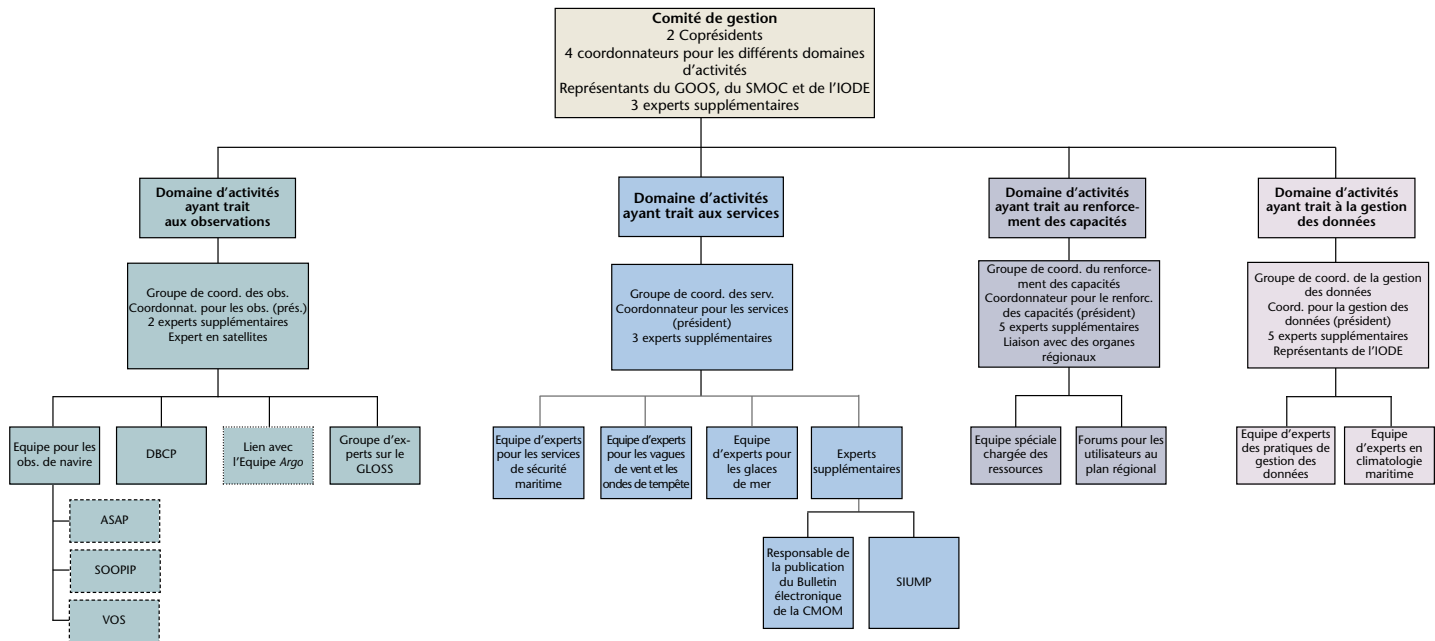 Comité de gestion
2 Coprésidents
4 coordonnateurs pour les différents domaines
d'activités
Représentants du GOOS, du SMOC et de l'IODE
3 experts supplémentaires
Domaine d'activités
ayant trait
aux observations
Domaine d'activités
ayant trait aux services
Domaine d'activités
ayant trait au renforce-
ment des capacités
Domaine d'activités
ayant trait à la gestion
des données
Groupe de coord. des obs.
Coordonnat. pour les obs. (prés.)
2 experts supplémentaires
Expert en satellites
Groupe de coord. des serv.
Coordonnateur pour les services
(président)
3 experts supplémentaires
Groupe de coord. du renforce-
ment des capacités
Coordonnateur pour le renforc.
des capacités (président)
5 experts supplémentaires
Liaison avec des organes
régionaux
Groupe de coord. de la gestion
des données
Coord. pour la gestion des
données (président)
5 experts supplémentaires
Représentants de l'IODE
Equipe pour les
obs. de navire
DBCP
Lien avec
l'Equipe Argo
Groupe d'ex-
perts sur le
GLOSS
Equipe d'experts
pour les services
de sécurité
maritime
Equipe d'experts
pour les vagues
de vent et les
ondes de tempête
Equipe
d'experts pour
les glaces
de mer
Experts
supplémentaires
Equipe spéciale
chargée des
ressources
Forums pour les
utilisateurs au
plan régional
Equipe d'experts
des pratiques de
gestion des
données
Equipe
d'experts en
climatologie
maritime
ASAP
SOOPIP
VOS
Responsable de
la publication
du Bulletin
électronique
de la CMOM
SIUMP